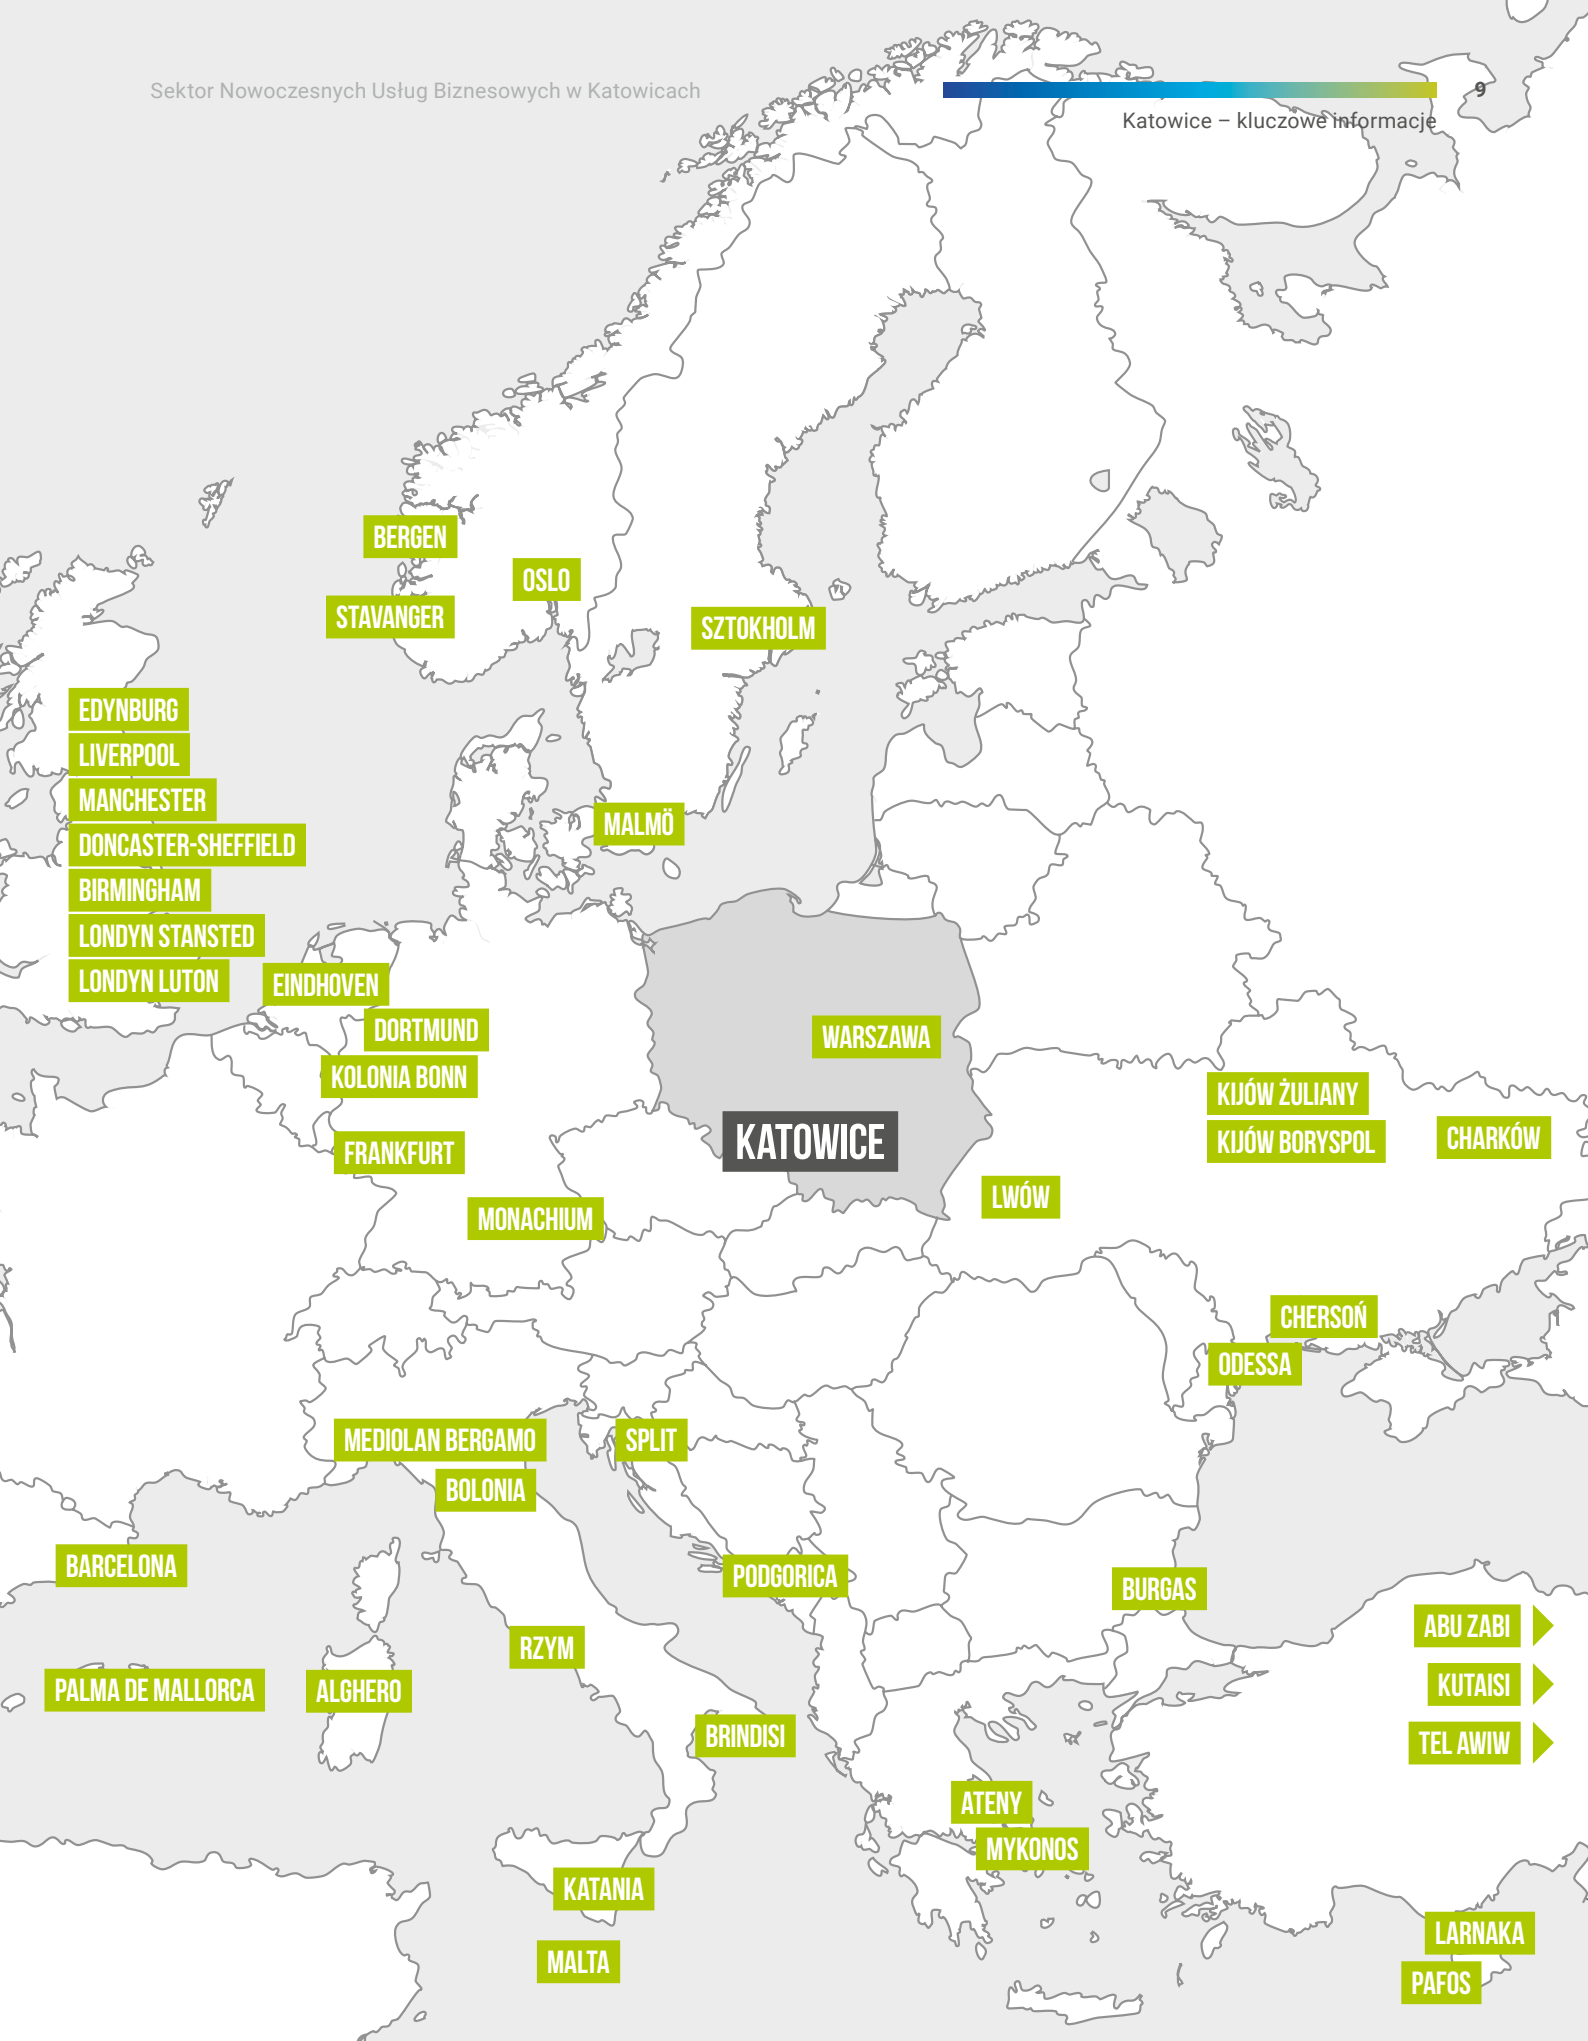 Sektor Nowoczesnych Usług Biznesowych w Katowicach
9
Katowice – kluczowe informacje
BERGEN
OSLO
STAVANGER
SZTOKHOLM
EDYNBURG
LIVERPOOL
MANCHESTER
MALMÖ
DONCASTER-SHEFFIELD
BIRMINGHAM
LONDYN STANSTED
LONDYN LUTON
EINDHOVEN
DORTMUND
WARSZAWA
KOLONIA BONN
KIJÓW ŻULIANY
KATOWICE
KIJÓW BORYSPOL
CHARKÓW
FRANKFURT
LWÓW
MONACHIUM
CHERSOŃ
ODESSA
MEDIOLAN BERGAMO
SPLIT
BOLONIA
BARCELONA
PODGORICA
BURGAS
ABU ZABI
RZYM
KUTAISI
PALMA DE MALLORCA
ALGHERO
BRINDISI
TEL AWIW
ATENY
MYKONOS
KATANIA
LARNAKA
MALTA
PAFOS